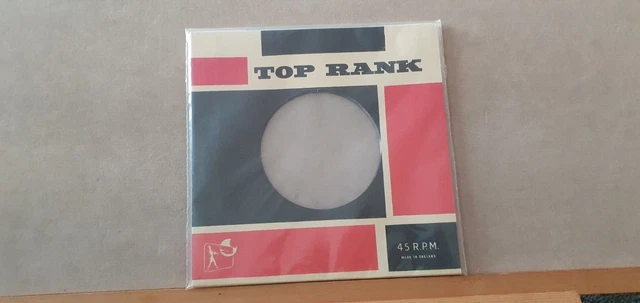 TOP RANK
45 R.P.M.
MADE IN ENGLAND